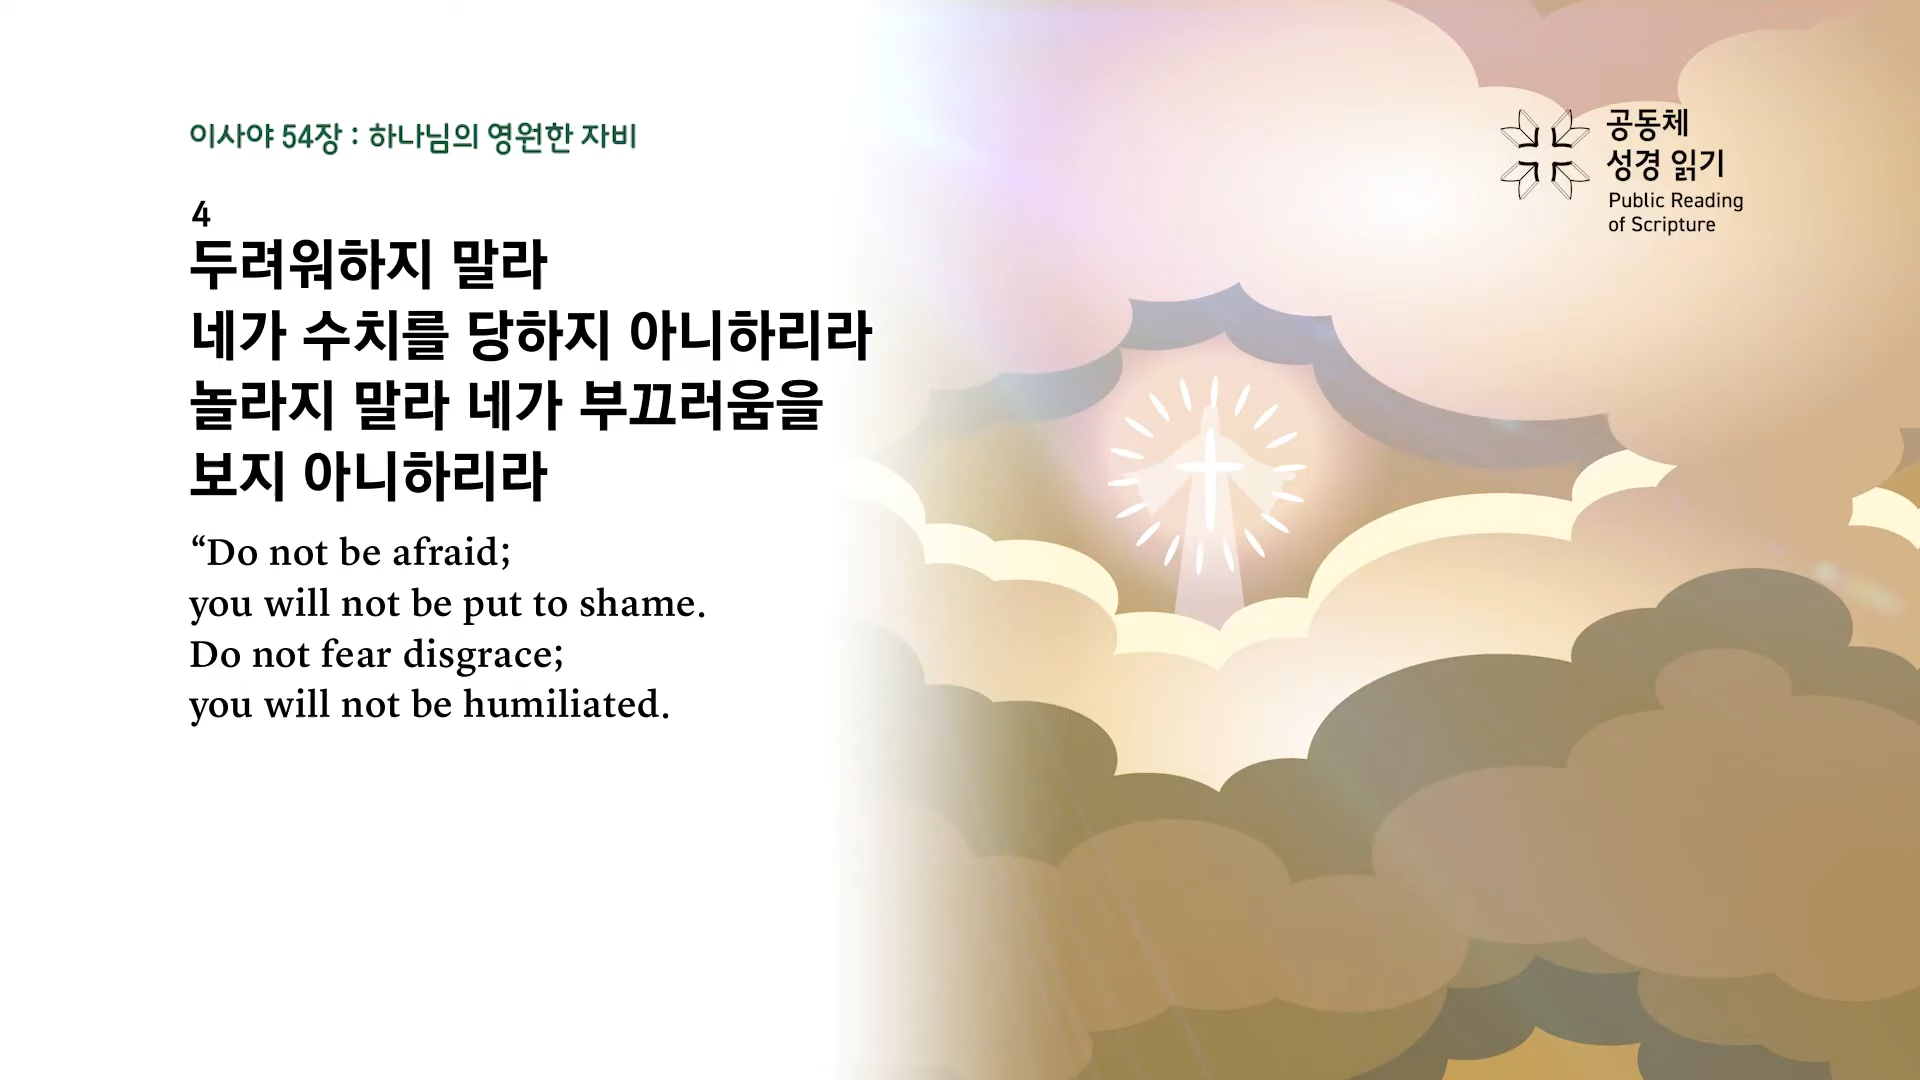 이사야 54장 : 하나님의 영원한 자비
4
두려워하지 말라
네가 수치를 당하지 아니하리라
놀라지 말라 네가 부끄러움을
보지 아니하리라
“Do not be afraid;
you will not be put to shame.
Do not fear disgrace;
you will not be humiliated.
공동체
성경 읽기
Public Reading
of Scripture